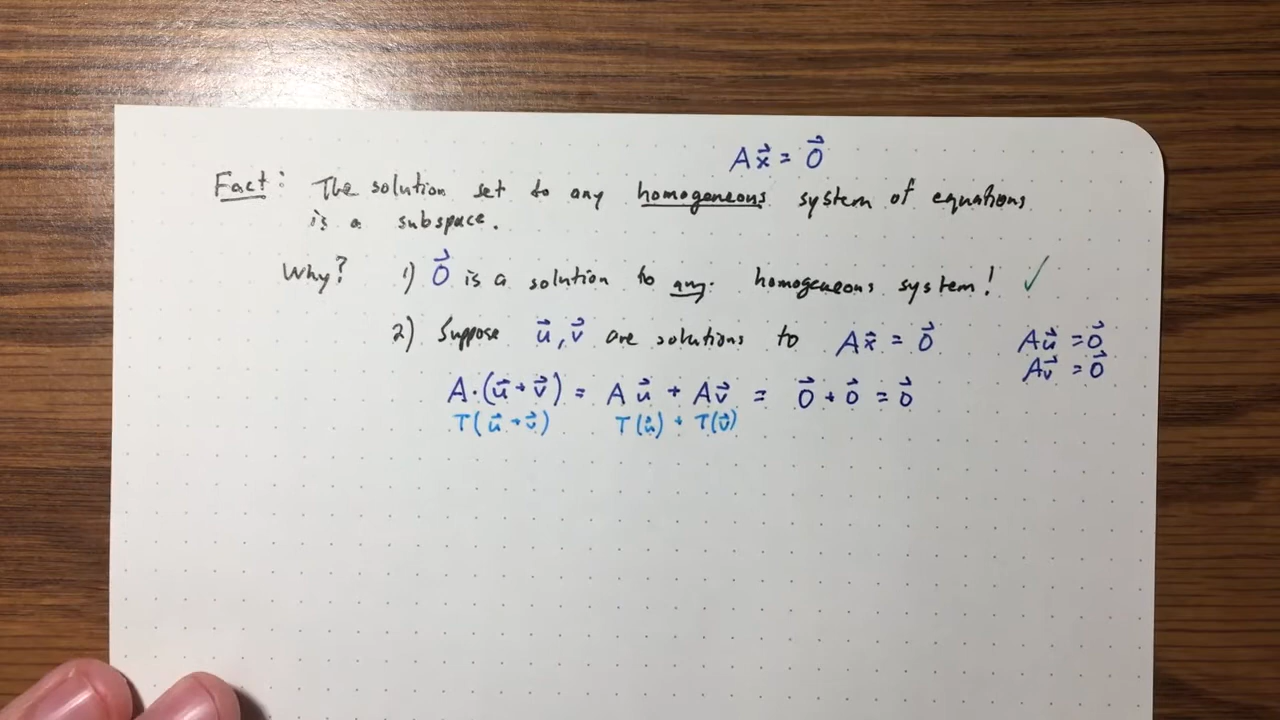 A x⃗ = 0⃗
Fact: The solution set to any homogeneous system of equations
is a subspace.
Why? 1) 0⃗ is a solution to any homogeneous system! ✓
2) Suppose u⃗, v⃗ are solutions to A x⃗ = 0⃗ A u⃗ = 0⃗
A v⃗ = 0⃗
A · (u⃗ + v⃗) = A u⃗ + A v⃗ = 0⃗ + 0⃗ = 0⃗
T(u⃗ + v⃗) T(u⃗) + T(v⃗)